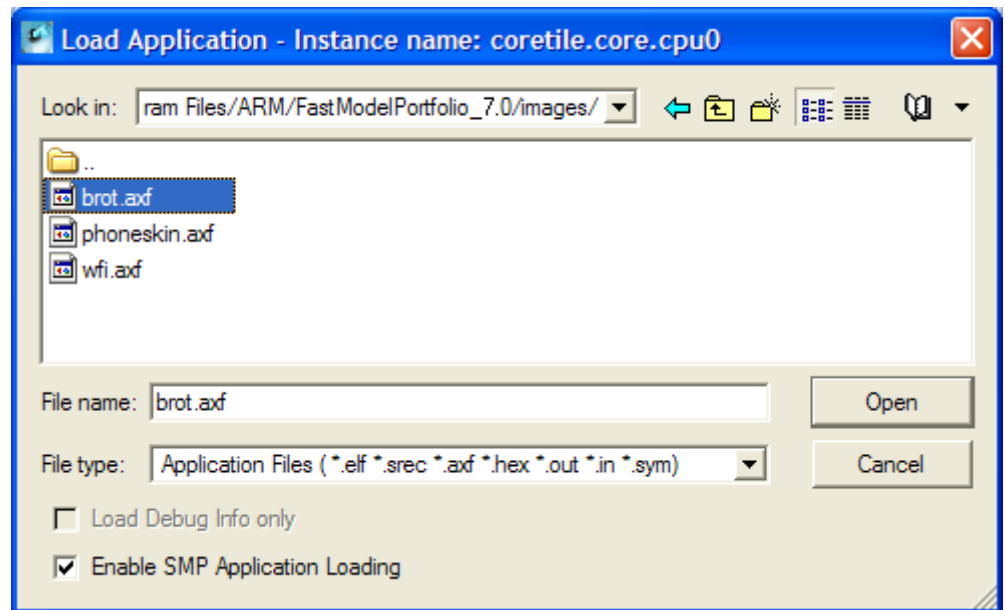 Load Application - Instance name: coretile.core.cpu0
Look in: ram Files/ARM/FastModelPortfolio_7.0/images/
..
brot.axf
phoneskin.axf
wfi.axf
File name: brot.axf Open
File type: Application Files ( *.elf *.srec *.axf *.hex *.out *.in *.sym) Cancel
Load Debug Info only
Enable SMP Application Loading